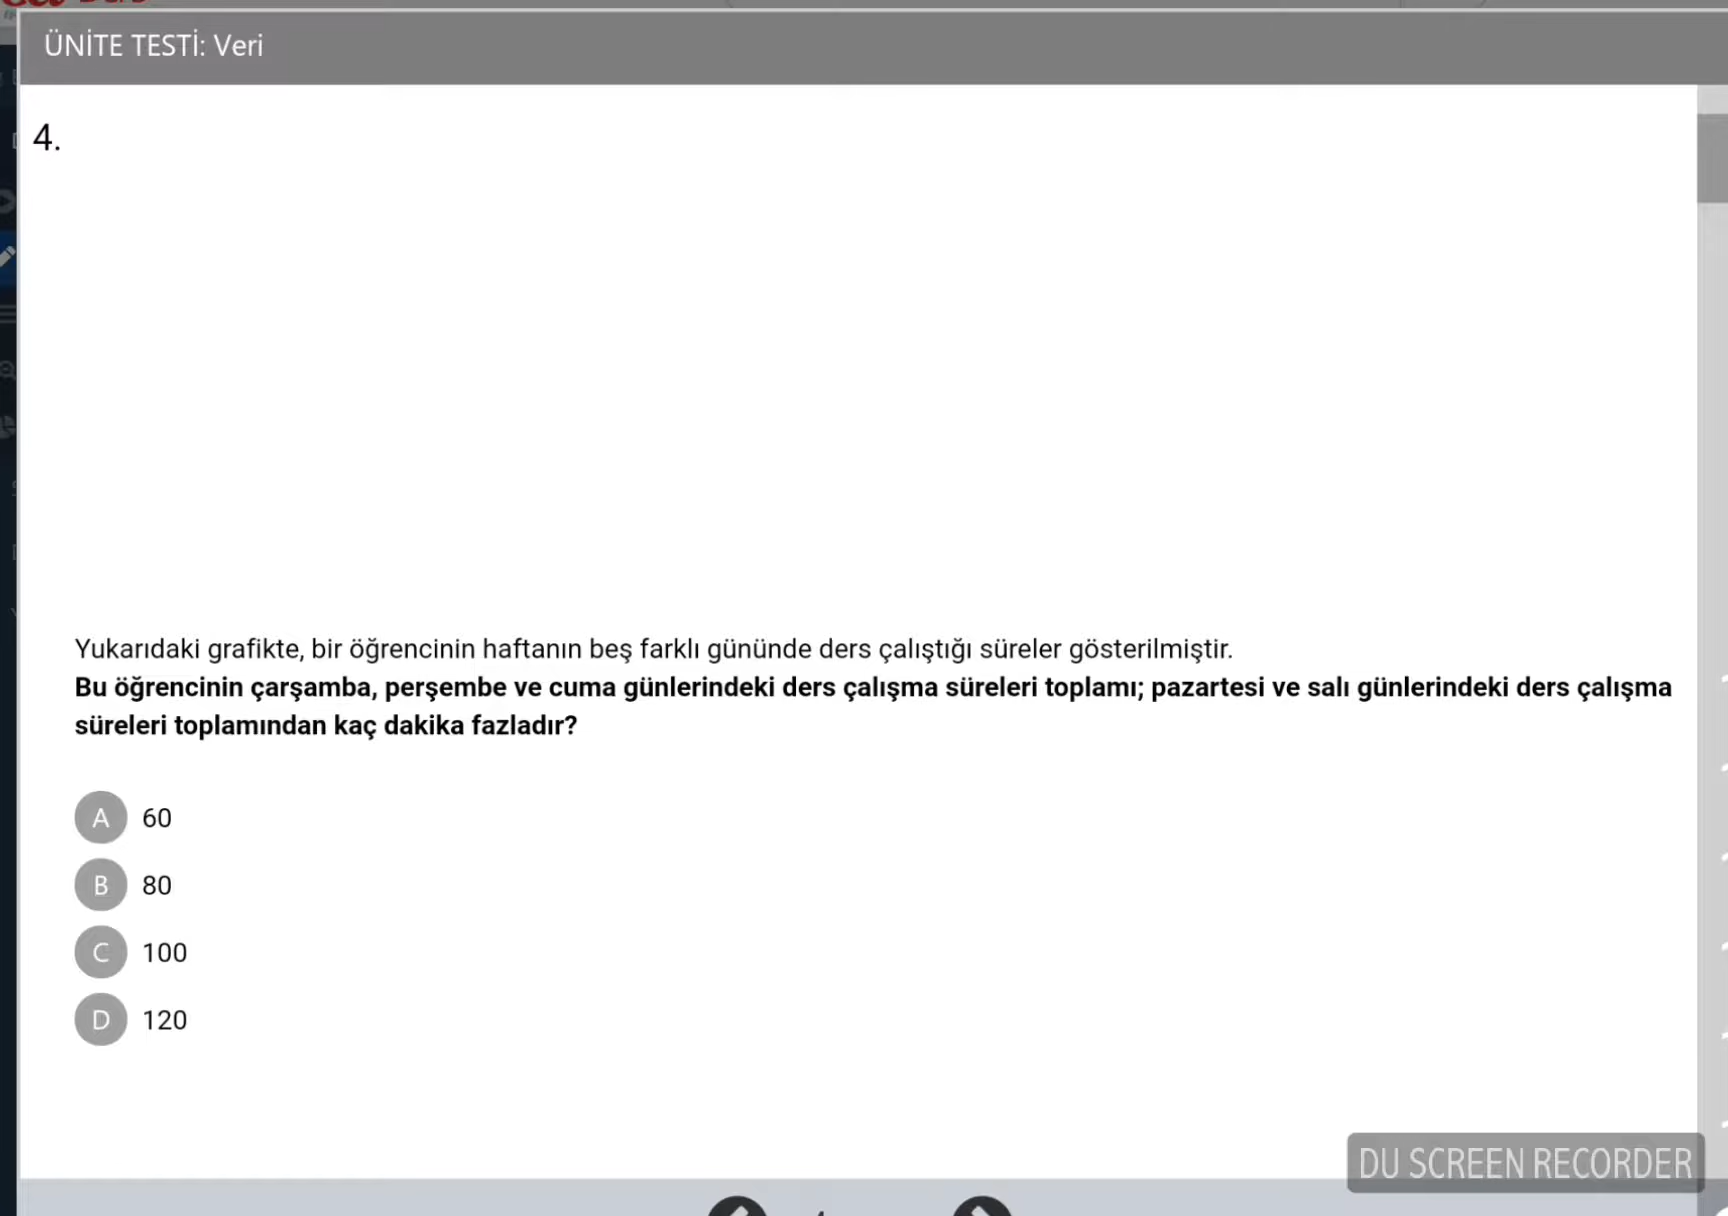 ÜNİTE TESTİ: Veri
4.
Yukarıdaki grafikte, bir öğrencinin haftanın beş farklı gününde ders çalıştığı süreler gösterilmiştir.
Bu öğrencinin çarşamba, perşembe ve cuma günlerindeki ders çalışma süreleri toplamı; pazartesi ve salı günlerindeki ders çalışma
süreleri toplamından kaç dakika fazladır?
A 60
B 80
C 100
D 120
DU SCREEN RECORDER